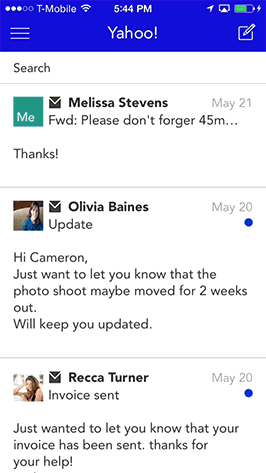 T-Mobile 5:44 PM
Yahoo!
Search
Me Melissa Stevens May 21
Fwd: Please don't forger 45m...
Thanks!
Olivia Baines May 20
Update
Hi Cameron,
Just want to let you know that the
photo shoot maybe moved for 2 weeks
out.
Will keep you updated.
Recca Turner May 20
Invoice sent
Just wanted to let you know that your
invoice has been sent. thanks for
your help!